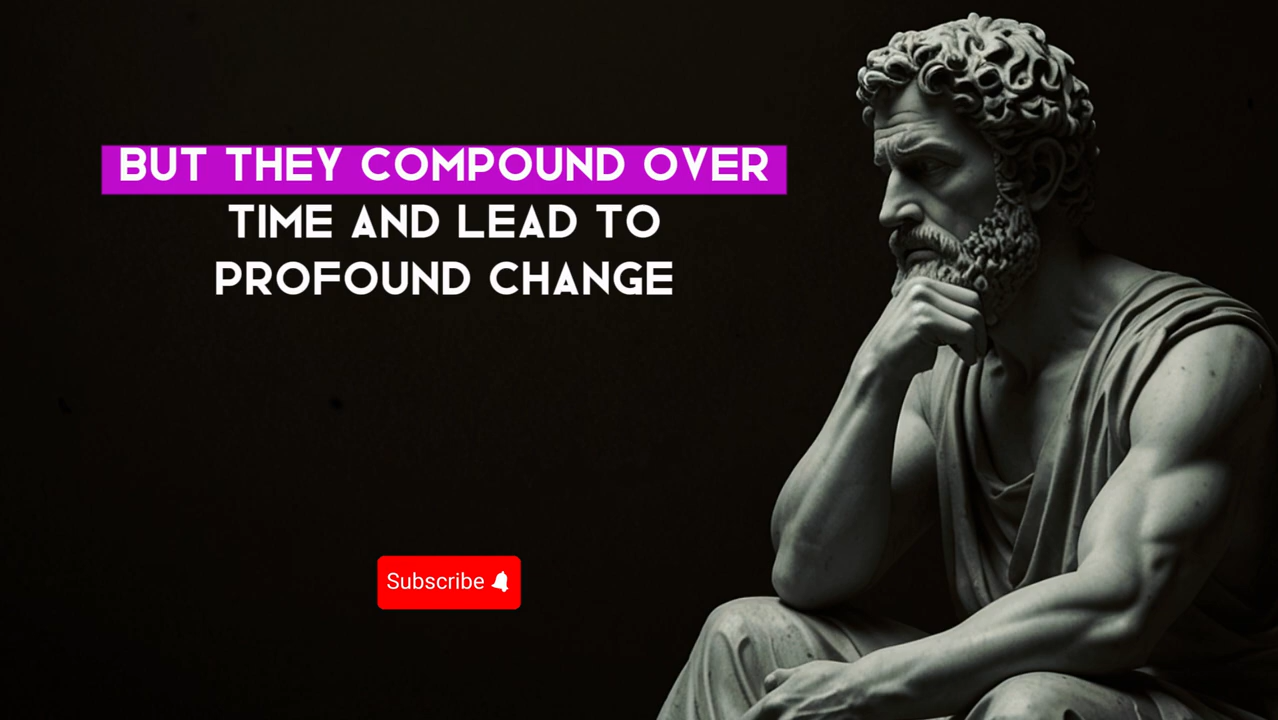 BUT THEY COMPOUND OVER
TIME AND LEAD TO
PROFOUND CHANGE
Subscribe